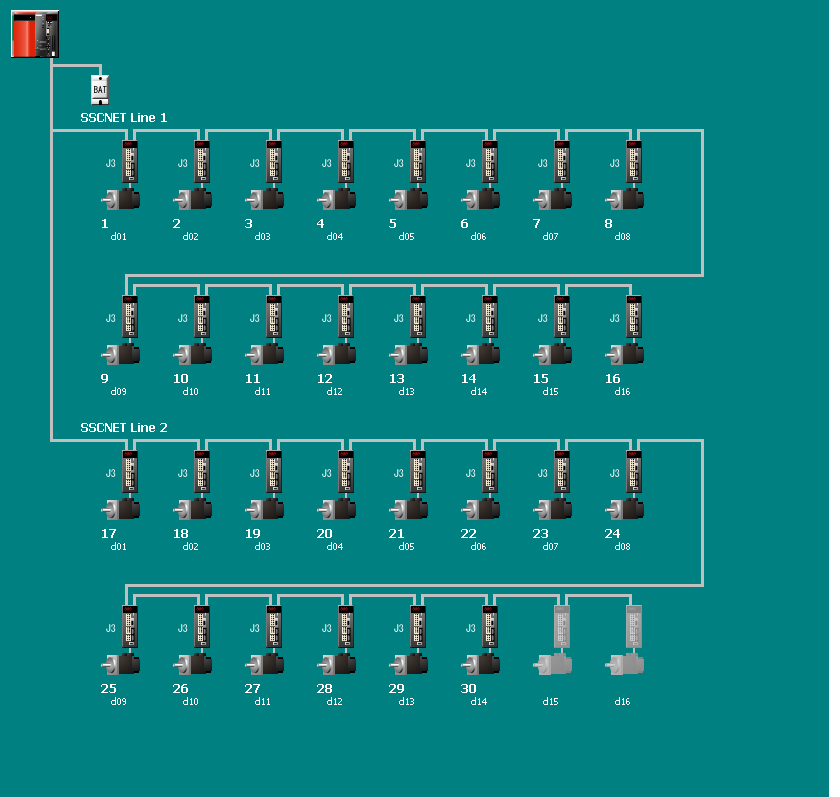 BAT
SSCNET Line 1
J3 J3 J3 J3 J3 J3 J3 J3
1 2 3 4 5 6 7 8
d01 d02 d03 d04 d05 d06 d07 d08
J3 J3 J3 J3 J3 J3 J3 J3
9 10 11 12 13 14 15 16
d09 d10 d11 d12 d13 d14 d15 d16
SSCNET Line 2
J3 J3 J3 J3 J3 J3 J3 J3
17 18 19 20 21 22 23 24
d01 d02 d03 d04 d05 d06 d07 d08
J3 J3 J3 J3 J3 J3
25 26 27 28 29 30
d09 d10 d11 d12 d13 d14 d15 d16